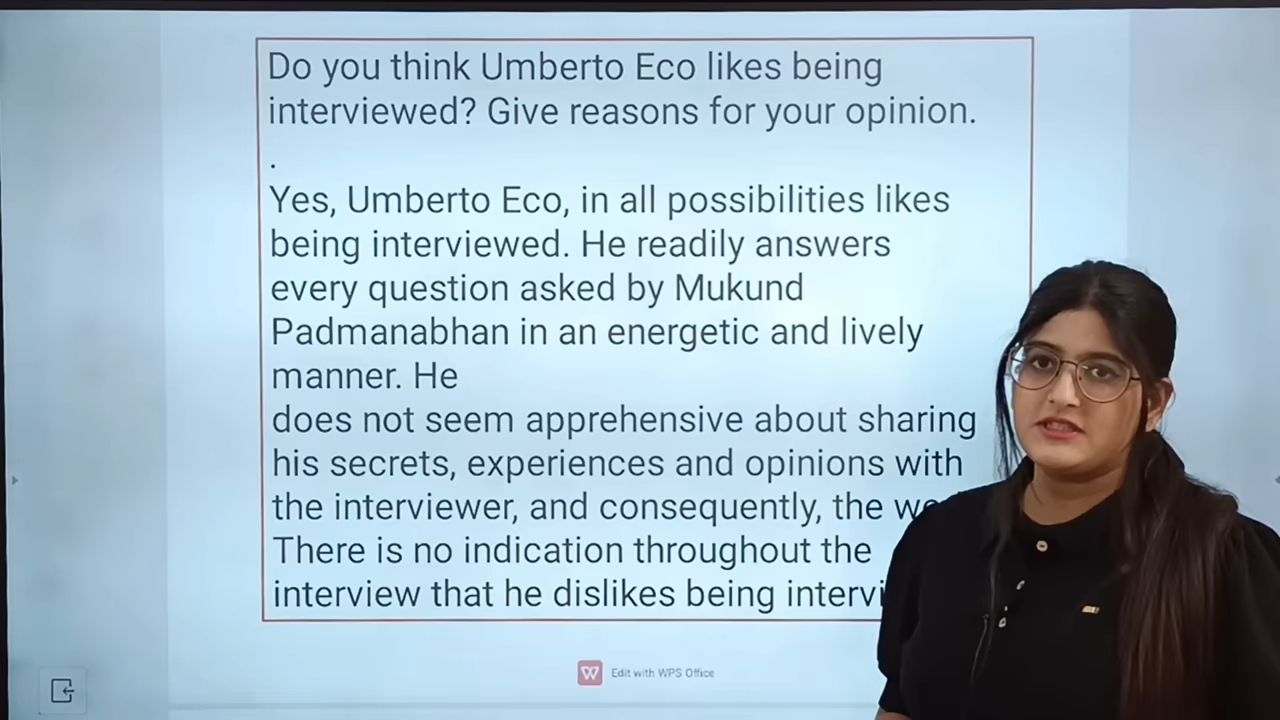 Do you think Umberto Eco likes being
interviewed? Give reasons for your opinion.
.
Yes, Umberto Eco, in all possibilities likes
being interviewed. He readily answers
every question asked by Mukund
Padmanabhan in an energetic and lively
manner. He
does not seem apprehensive about sharing
his secrets, experiences and opinions with
the interviewer, and consequently, the
There is no indication throughout the
interview that he dislikes being
Edit with WPS Office